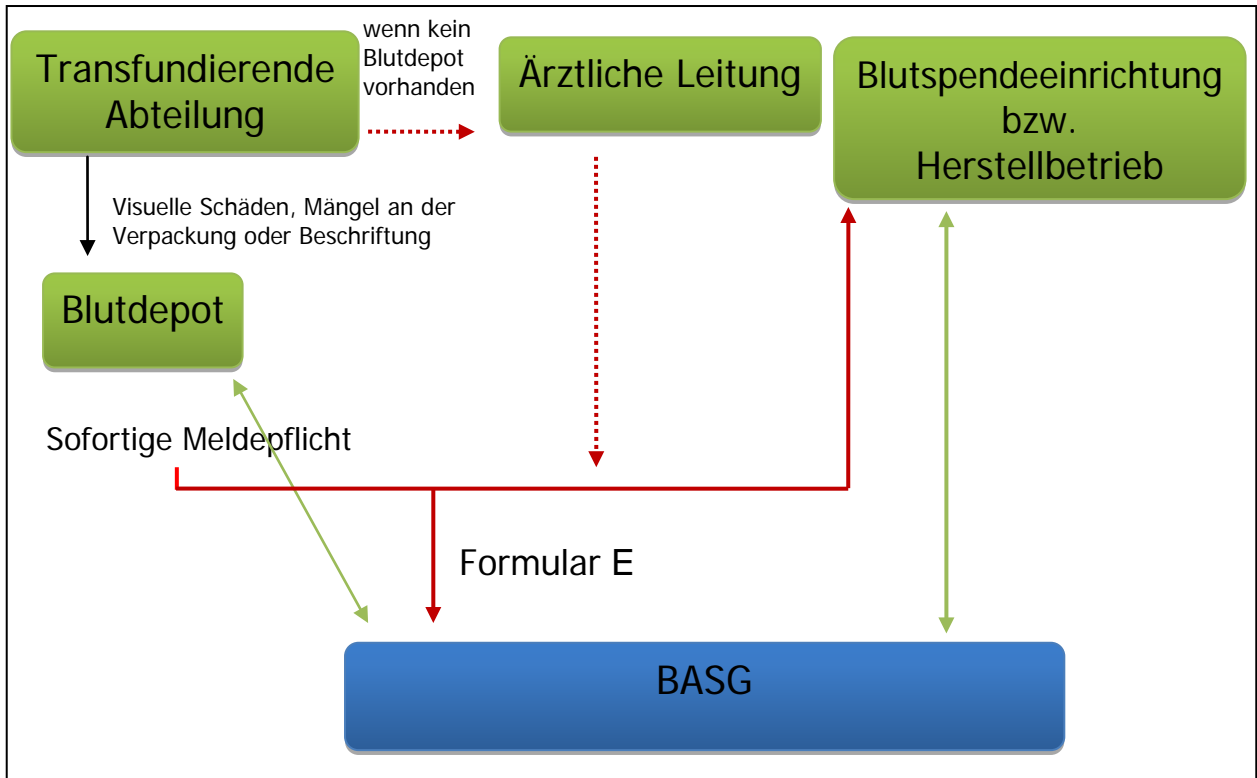 Transfundierende
Abteilung
wenn kein
Blutdepot
vorhanden
Ärztliche Leitung
Blutspendeeinrichtung
bzw.
Herstellbetrieb
Visuelle Schäden, Mängel an der
Verpackung oder Beschriftung
Blutdepot
Sofortige Meldepflicht
Formular E
BASG